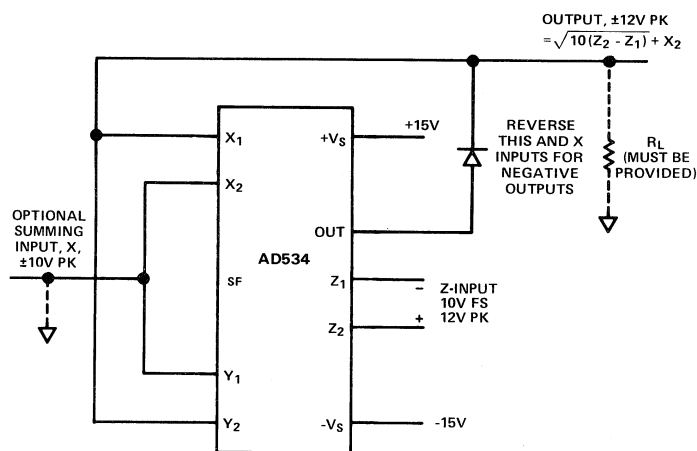 OUTPUT, ±12V PK
= √10 (Z₂ - Z₁) + X₂
X₁
+Vₛ
+15V
REVERSE
THIS AND X
INPUTS FOR
NEGATIVE
OUTPUTS
Rʟ
(MUST BE
PROVIDED)
X₂
OPTIONAL
SUMMING
INPUT, X,
±10V PK
OUT
AD534
SF
Z₁
–
Z-INPUT
10V FS
12V PK
Z₂
+
Y₁
Y₂
-Vₛ
-15V